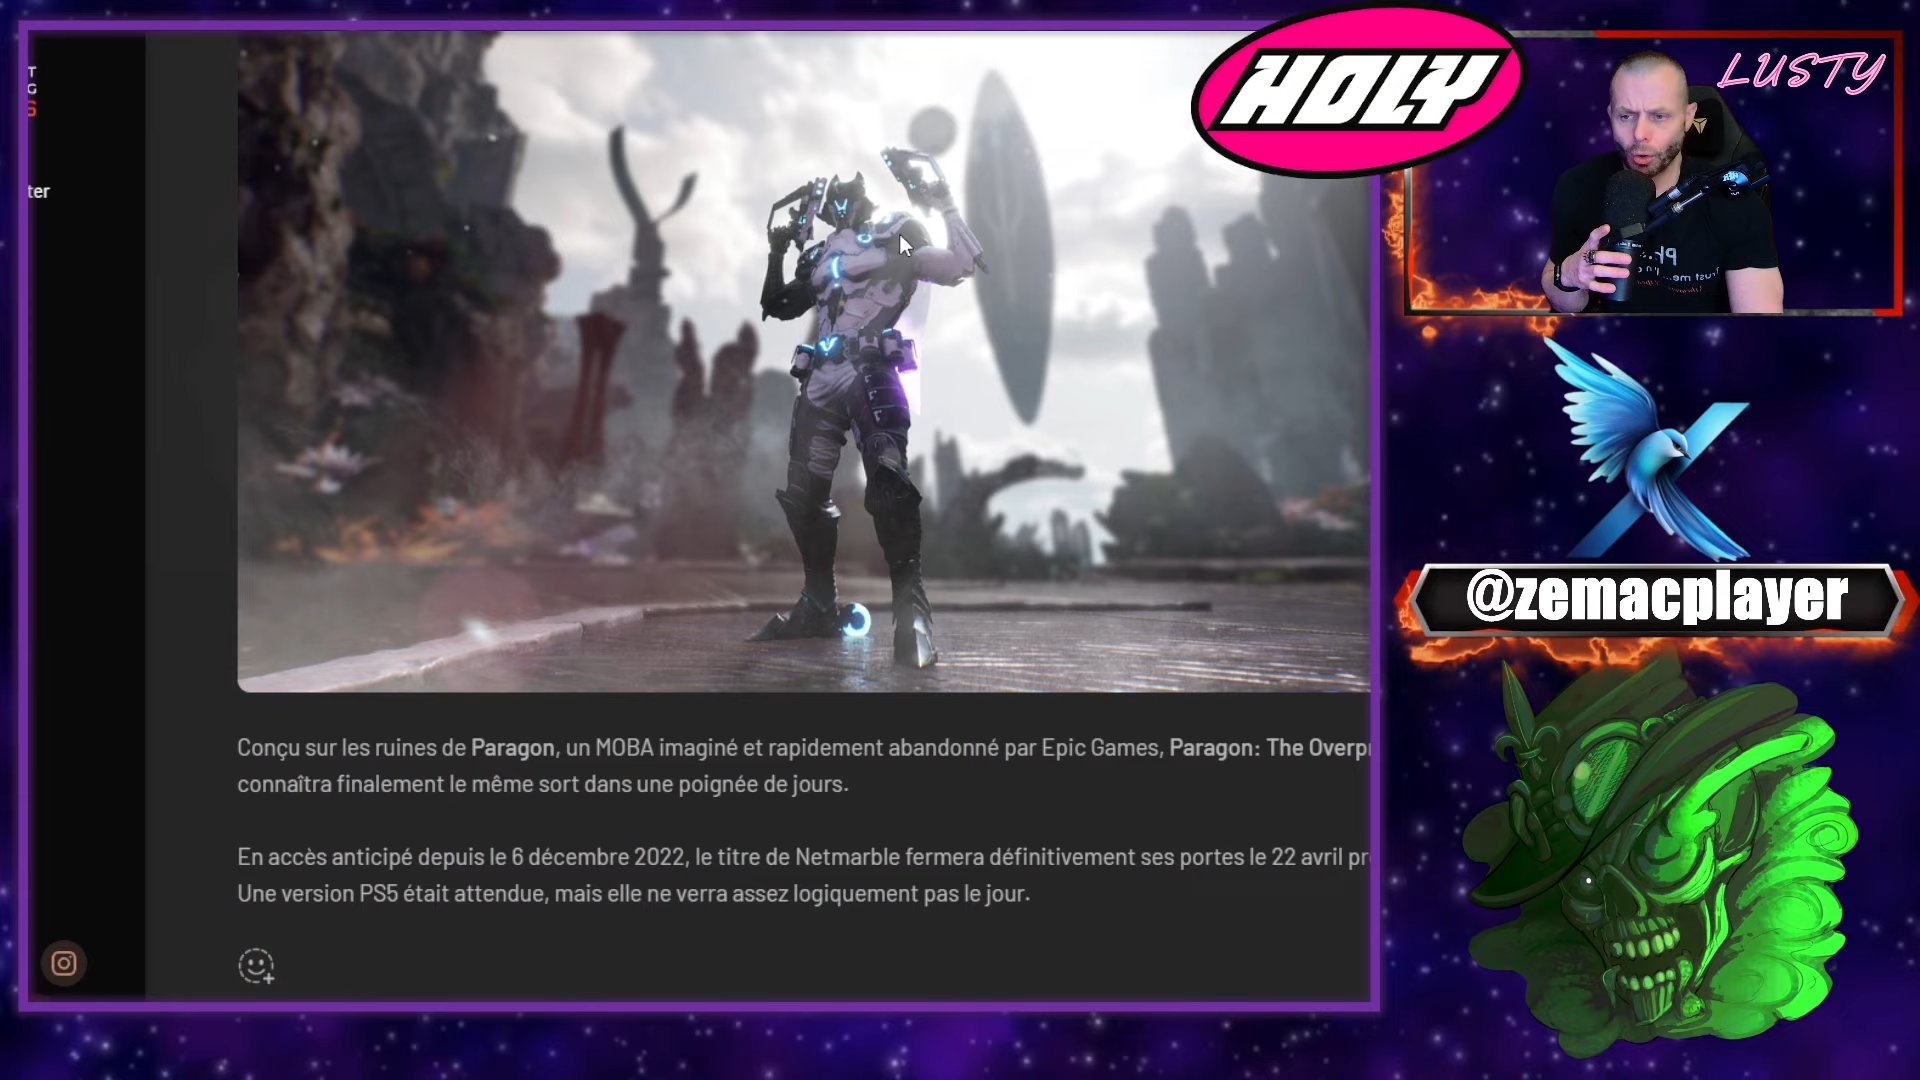 T
G
S
ter
HOLY
LUSTY
@zemacplayer
Conçu sur les ruines de Paragon, un MOBA imaginé et rapidement abandonné par Epic Games, Paragon: The Overpr
connaîtra finalement le même sort dans une poignée de jours.
En accès anticipé depuis le 6 décembre 2022, le titre de Netmarble fermera définitivement ses portes le 22 avril pr
Une version PS5 était attendue, mais elle ne verra assez logiquement pas le jour.